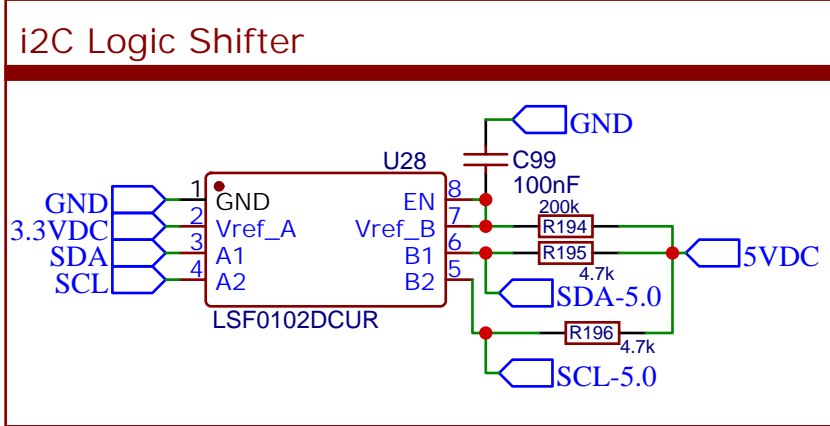 i2C Logic Shifter
GND
U28
C99
100nF
GND
3.3VDC
SDA
SCL
1
2
3
4
GND
Vref_A
A1
A2
EN
Vref_B
B1
B2
8
7
6
5
LSF0102DCUR
200k
R194
R195
4.7k
5VDC
SDA-5.0
R196
4.7k
SCL-5.0